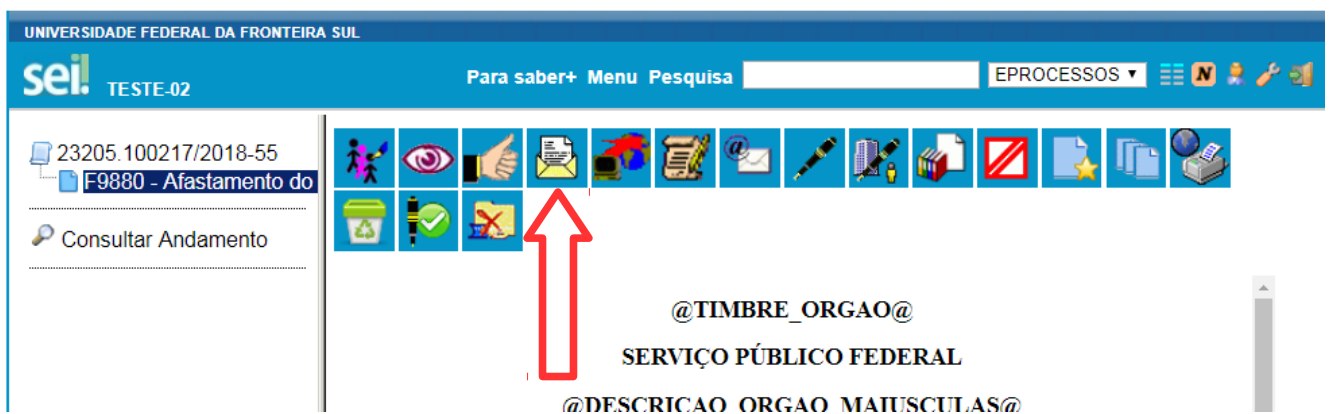 UNIVERSIDADE FEDERAL DA FRONTEIRA SUL
sei! TESTE-02 Para saber+ Menu Pesquisa EPROCESSOS N
23205.100217/2018-55
F9880 - Afastamento do
Consultar Andamento
@TIMBRE_ORGAO@
SERVIÇO PÚBLICO FEDERAL
@DESCRICAO_ORGAO_MAIUSCULAS@